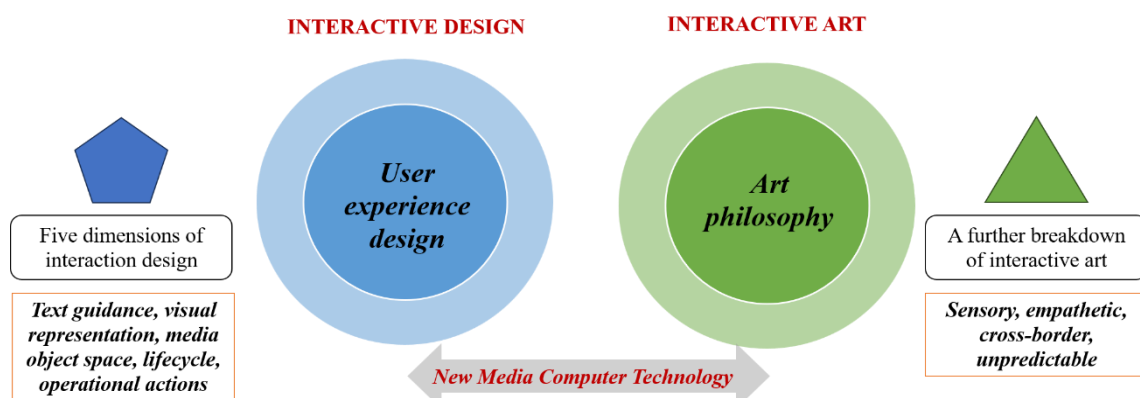 INTERACTIVE DESIGN
INTERACTIVE ART
User
experience
design
Art
philosophy
Five dimensions of
interaction design
Text guidance, visual
representation, media
object space, lifecycle,
operational actions
A further breakdown
of interactive art
Sensory, empathetic,
cross-border,
unpredictable
New Media Computer Technology